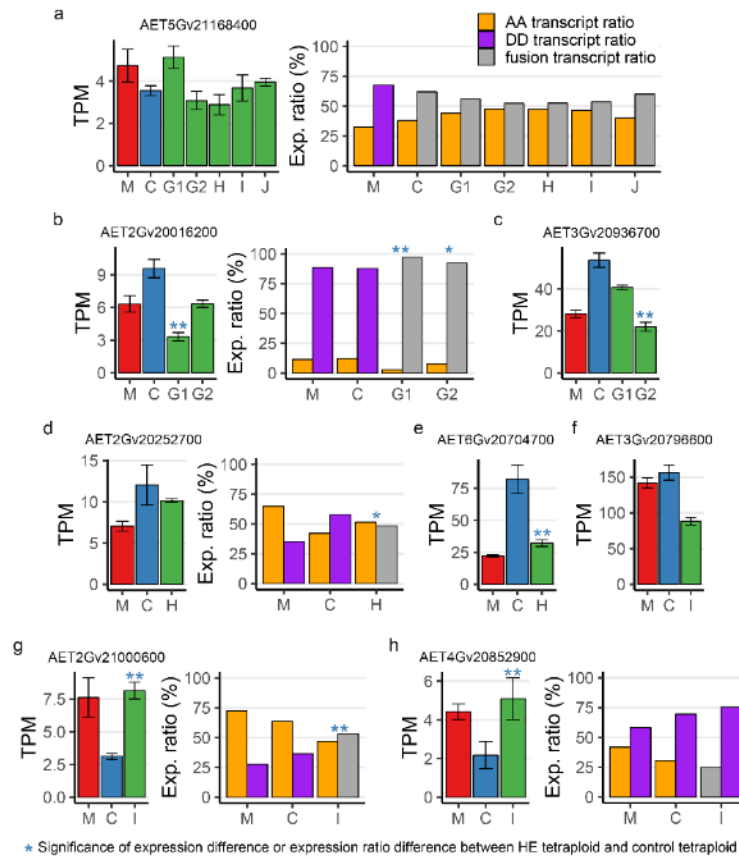 a
AET5Gv21168400
AA transcript ratio
DD transcript ratio
fusion transcript ratio
TPM
4
2
0
M C G1 G2 H I J
Exp. ratio (%)
100
75
50
25
0
M C G1 G2 H I J
b
AET2Gv20016200
TPM
9
6
3
0
**
M C G1 G2
Exp. ratio (%)
100
75
50
25
0
** *
M C G1 G2
c
AET3Gv20936700
TPM
40
20
0
**
M C G1 G2
d
AET2Gv20252700
TPM
15
10
5
0
M C H
Exp. ratio (%)
100
75
50
25
0
*
M C H
e
AET6Gv20704700
TPM
75
50
25
0
**
M C H
f
AET3Gv20796600
TPM
150
100
50
0
M C I
g
AET2Gv21000600
TPM
7.5
5.0
2.5
0.0
**
M C I
Exp. ratio (%)
100
75
50
25
0
**
M C I
h
AET4Gv20852900
TPM
6
4
2
0
**
M C I
Exp. ratio (%)
100
75
50
25
0
M C I
* Significance of expression difference or expression ratio difference between HE tetraploid and control tetraploid